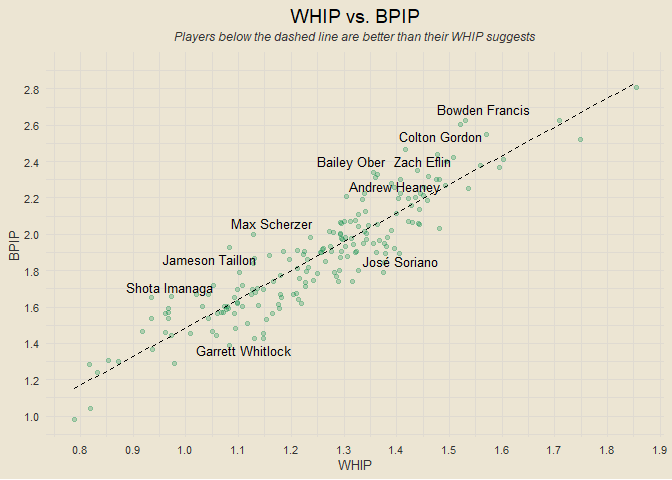 WHIP vs. BPIP
Players below the dashed line are better than their WHIP suggests
BPIP
2.8
2.6
2.4
2.2
2.0
1.8
1.6
1.4
1.2
1.0
Bowden Francis
Colton Gordon
Bailey Ober
Zach Eflin
Andrew Heaney
Max Scherzer
Jameson Taillon
José Soriano
Shota Imanaga
Garrett Whitlock
0.8 0.9 1.0 1.1 1.2 1.3 1.4 1.5 1.6 1.7 1.8 1.9
WHIP